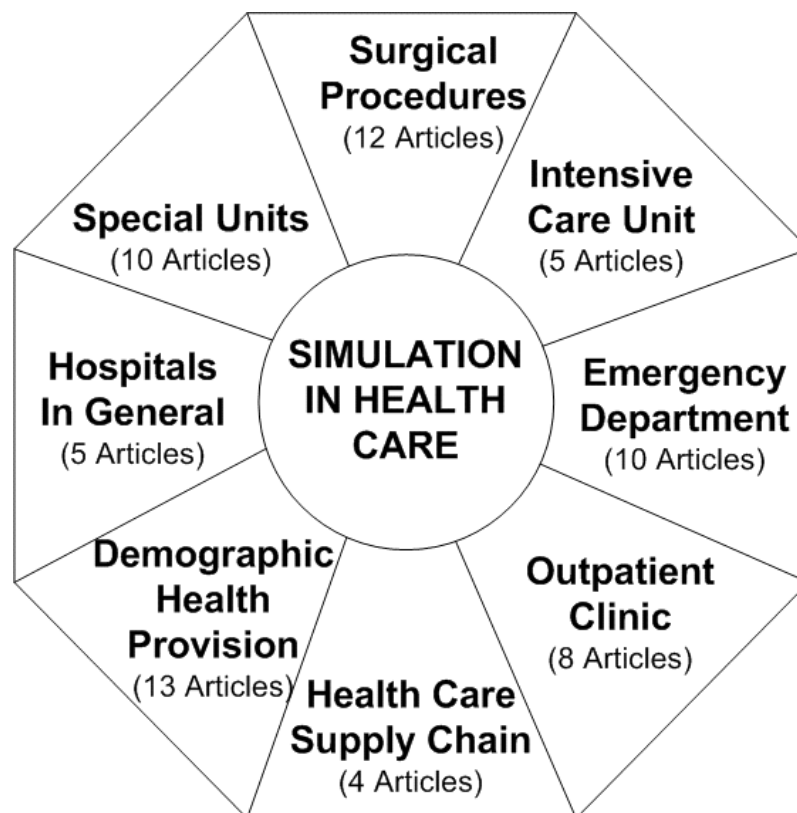 Surgical
Procedures
(12 Articles)
Intensive
Care Unit
(5 Articles)
Emergency
Department
(10 Articles)
Outpatient
Clinic
(8 Articles)
Health Care
Supply Chain
(4 Articles)
Demographic
Health
Provision
(13 Articles)
Hospitals
In General
(5 Articles)
Special Units
(10 Articles)
SIMULATION
IN HEALTH
CARE